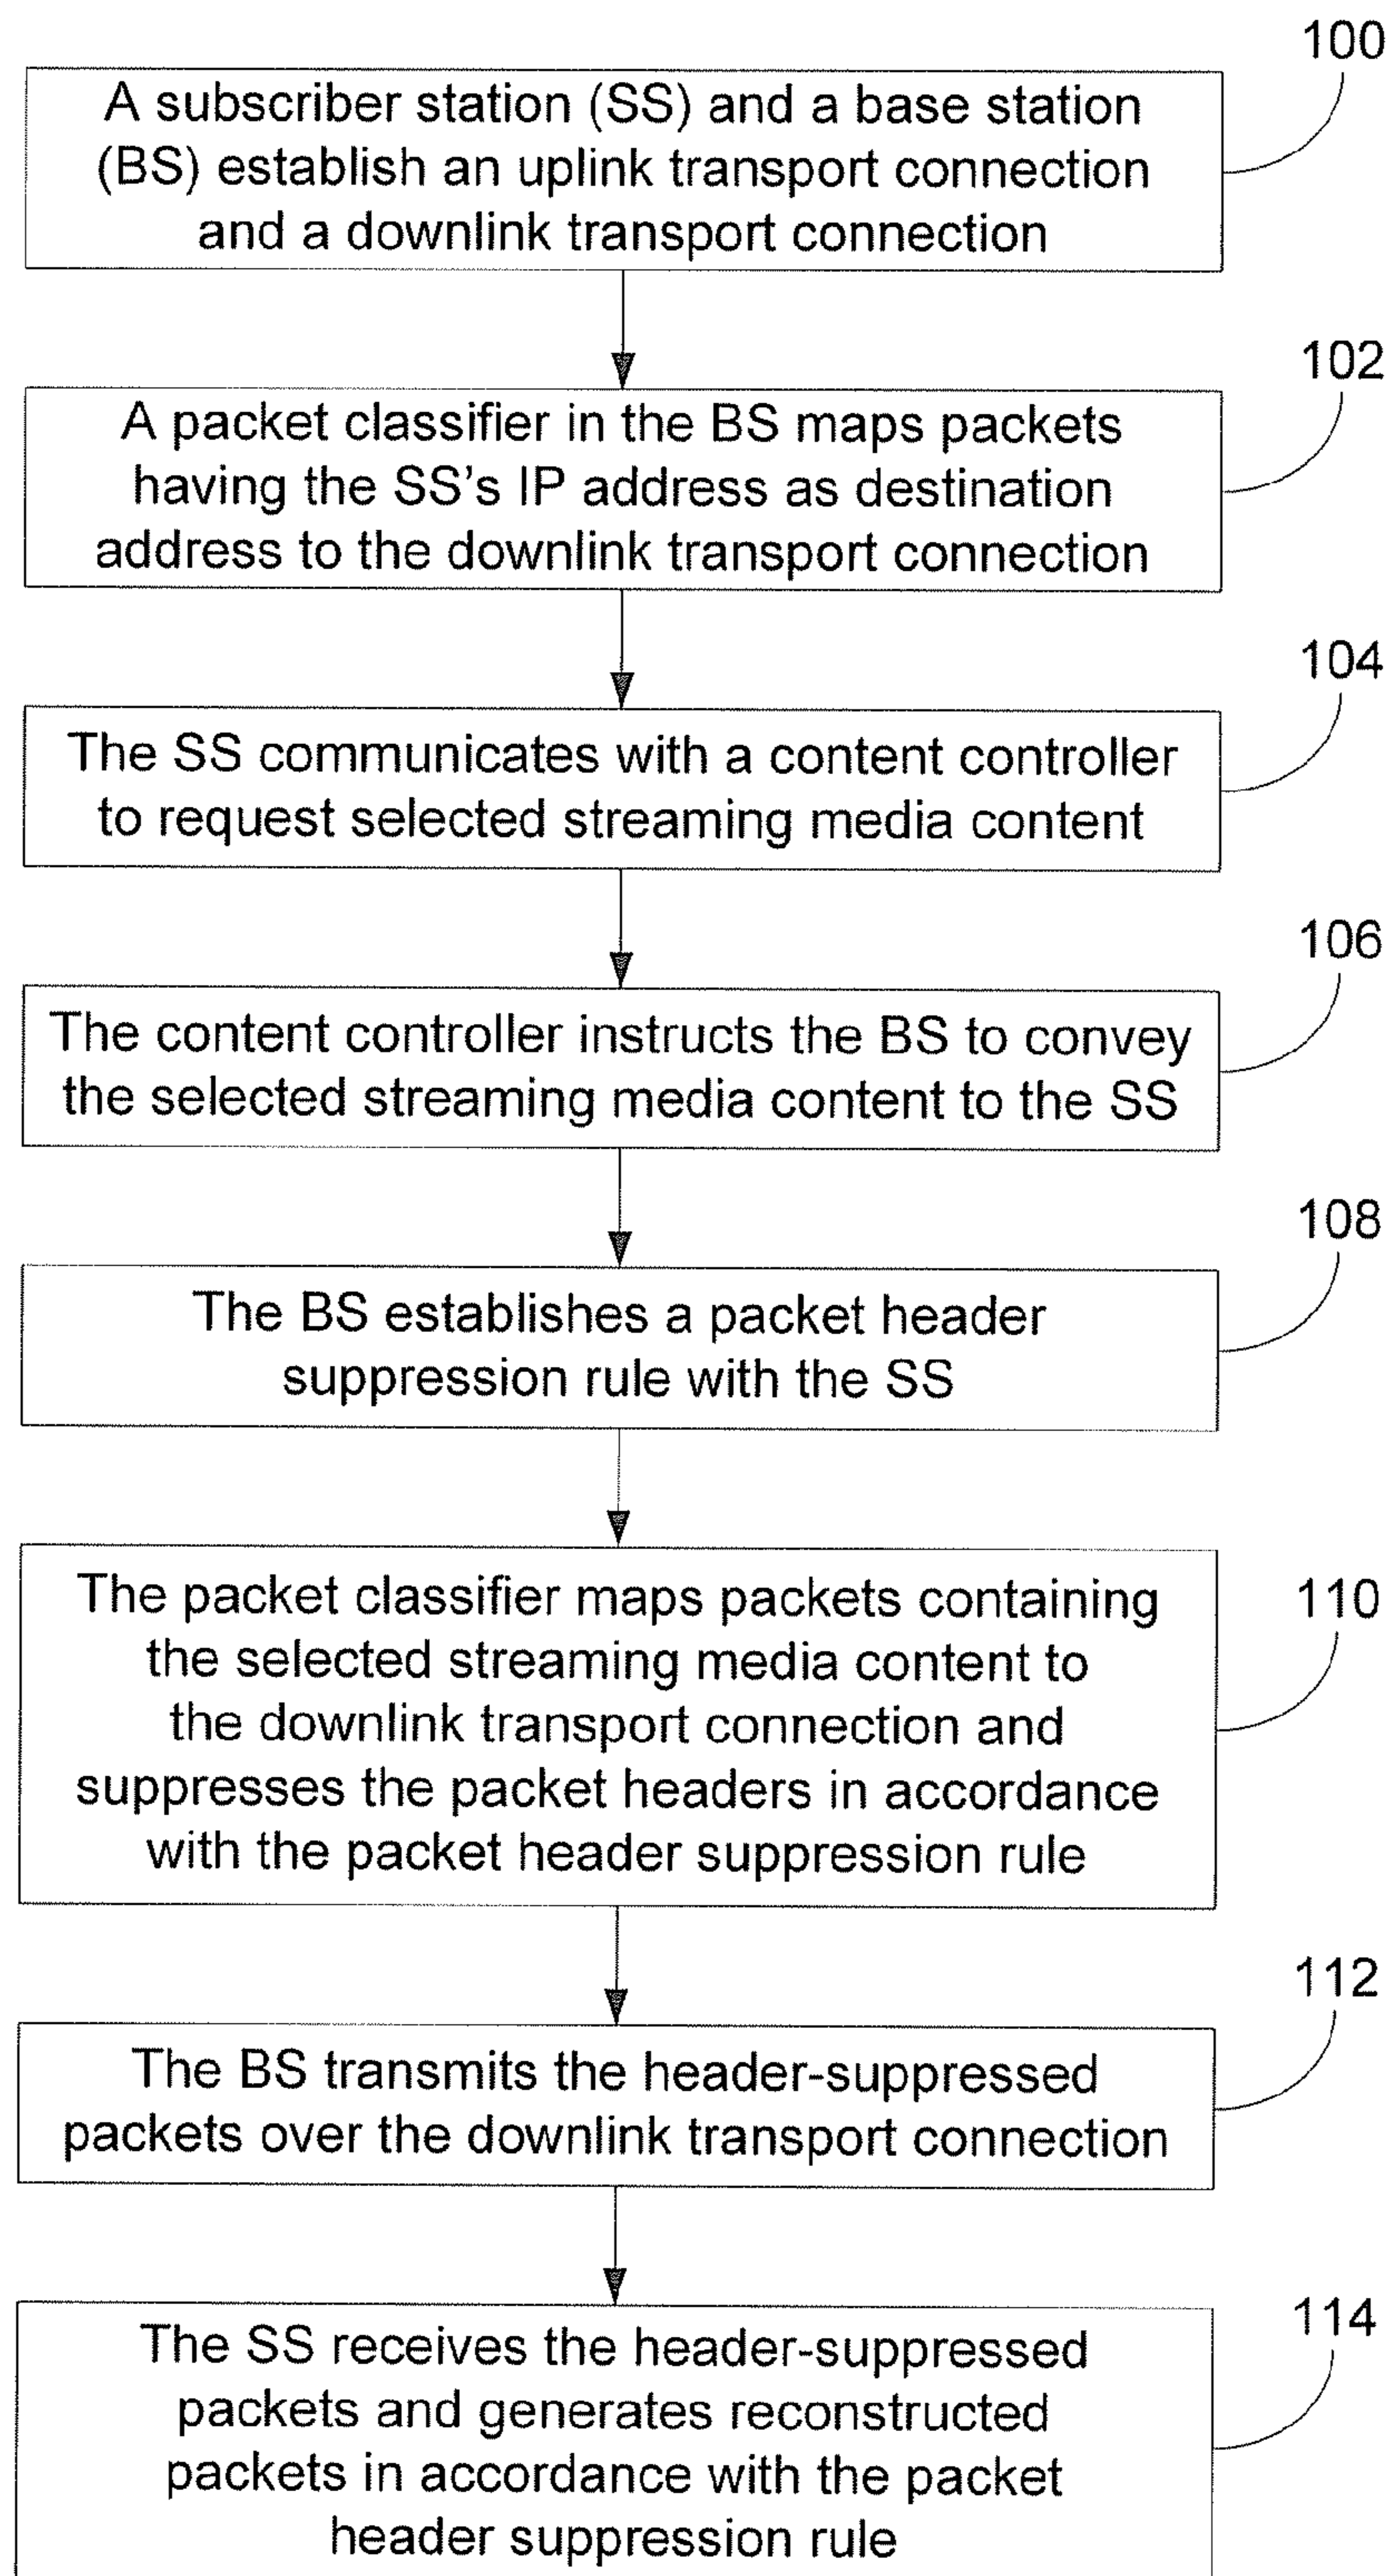 100
A subscriber station (SS) and a base station
(BS) establish an uplink transport connection
and a downlink transport connection
102
A packet classifier in the BS maps packets
having the SS's IP address as destination
address to the downlink transport connection
104
The SS communicates with a content controller
to request selected streaming media content
106
The content controller instructs the BS to convey
the selected streaming media content to the SS
108
The BS establishes a packet header
suppression rule with the SS
110
The packet classifier maps packets containing
the selected streaming media content to
the downlink transport connection and
suppresses the packet headers in accordance
with the packet header suppression rule
112
The BS transmits the header-suppressed
packets over the downlink transport connection
114
The SS receives the header-suppressed
packets and generates reconstructed
packets in accordance with the packet
header suppression rule